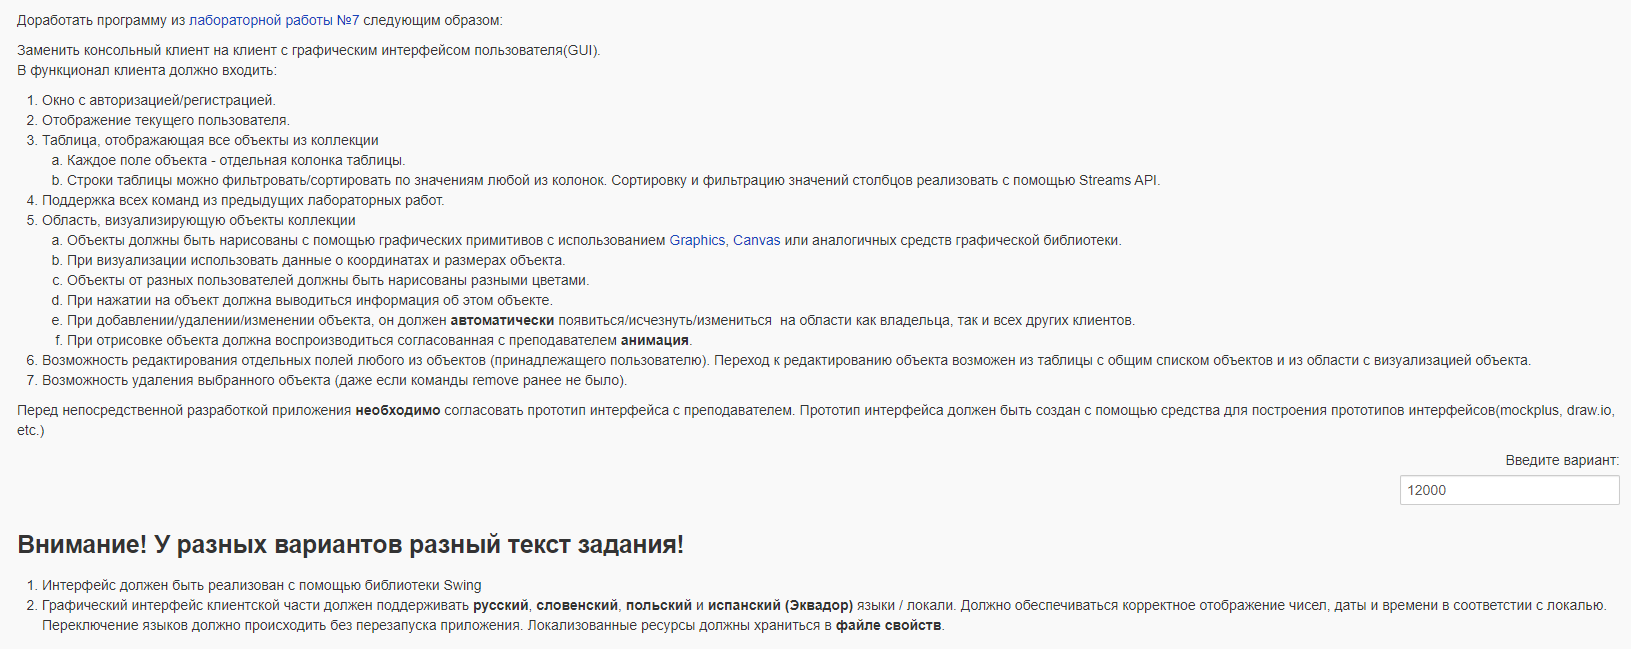 Доработать программу из лабораторной работы №7 следующим образом:
Заменить консольный клиент на клиент с графическим интерфейсом пользователя(GUI).
В функционал клиента должно входить:
1. Окно с авторизацией/регистрацией.
2. Отображение текущего пользователя.
3. Таблица, отображающая все объекты из коллекции
a. Каждое поле объекта - отдельная колонка таблицы.
b. Строки таблицы можно фильтровать/сортировать по значениям любой из колонок. Сортировку и фильтрацию значений столбцов реализовать с помощью Streams API.
4. Поддержка всех команд из предыдущих лабораторных работ.
5. Область, визуализирующую объекты коллекции
a. Объекты должны быть нарисованы с помощью графических примитивов с использованием Graphics, Canvas или аналогичных средств графической библиотеки.
b. При визуализации использовать данные о координатах и размерах объекта.
c. Объекты от разных пользователей должны быть нарисованы разными цветами.
d. При нажатии на объект должна выводиться информация об этом объекте.
e. При добавлении/удалении/изменении объекта, он должен автоматически появиться/исчезнуть/измениться на области как владельца, так и всех других клиентов.
f. При отрисовке объекта должна воспроизводиться согласованная с преподавателем анимация.
6. Возможность редактирования отдельных полей любого из объектов (принадлежащего пользователю). Переход к редактированию объекта возможен из таблицы с общим списком объектов и из области с визуализацией объекта.
7. Возможность удаления выбранного объекта (даже если команды remove ранее не было).
Перед непосредственной разработкой приложения необходимо согласовать прототип интерфейса с преподавателем. Прототип интерфейса должен быть создан с помощью средства для построения прототипов интерфейсов(mockplus, draw.io,
etc.)
Введите вариант:
12000
Внимание! У разных вариантов разный текст задания!
1. Интерфейс должен быть реализован с помощью библиотеки Swing
2. Графический интерфейс клиентской части должен поддерживать русский, словенский, польский и испанский (Эквадор) языки / локали. Должно обеспечиваться корректное отображение чисел, даты и времени в соответстии с локалью.
Переключение языков должно происходить без перезапуска приложения. Локализованные ресурсы должны храниться в файле свойств.